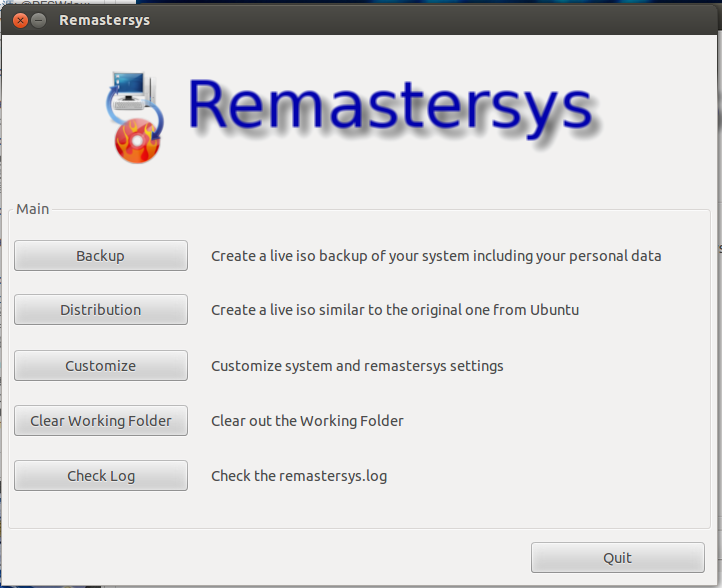 Remastersys
Remastersys
Main
Backup Create a live iso backup of your system including your personal data
Distribution Create a live iso similar to the original one from Ubuntu
Customize Customize system and remastersys settings
Clear Working Folder Clear out the Working Folder
Check Log Check the remastersys.log
Quit